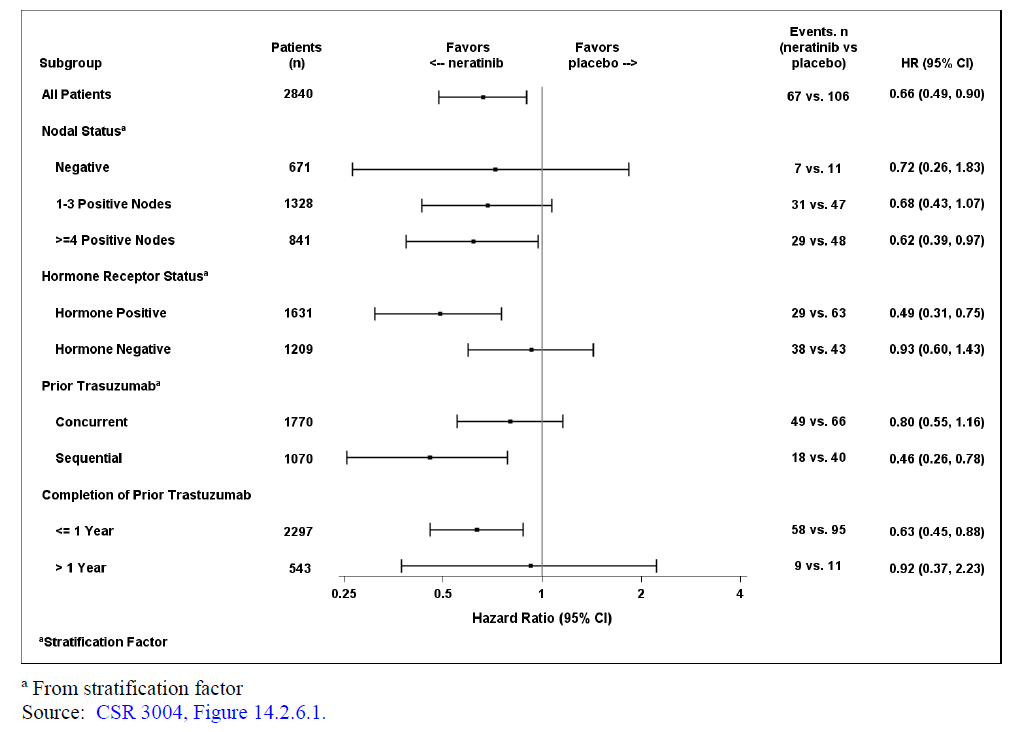 Subgroup Patients (n) Favors <-- neratinib Favors placebo --> Events. n (neratinib vs placebo) HR (95% CI)
All Patients 2840 67 vs. 106 0.66 (0.49, 0.90)
Nodal Statusᵃ
Negative 671 7 vs. 11 0.72 (0.26, 1.83)
1-3 Positive Nodes 1328 31 vs. 47 0.68 (0.43, 1.07)
>=4 Positive Nodes 841 29 vs. 48 0.62 (0.39, 0.97)
Hormone Receptor Statusᵃ
Hormone Positive 1631 29 vs. 63 0.49 (0.31, 0.75)
Hormone Negative 1209 38 vs. 43 0.93 (0.60, 1.43)
Prior Trasuzumabᵃ
Concurrent 1770 49 vs. 66 0.80 (0.55, 1.16)
Sequential 1070 18 vs. 40 0.46 (0.26, 0.78)
Completion of Prior Trastuzumab
<= 1 Year 2297 58 vs. 95 0.63 (0.45, 0.88)
> 1 Year 543 9 vs. 11 0.92 (0.37, 2.23)
0.25 0.5 1 2 4
Hazard Ratio (95% CI)
ᵃStratification Factor
ᵃ From stratification factor
Source: CSR 3004, Figure 14.2.6.1.